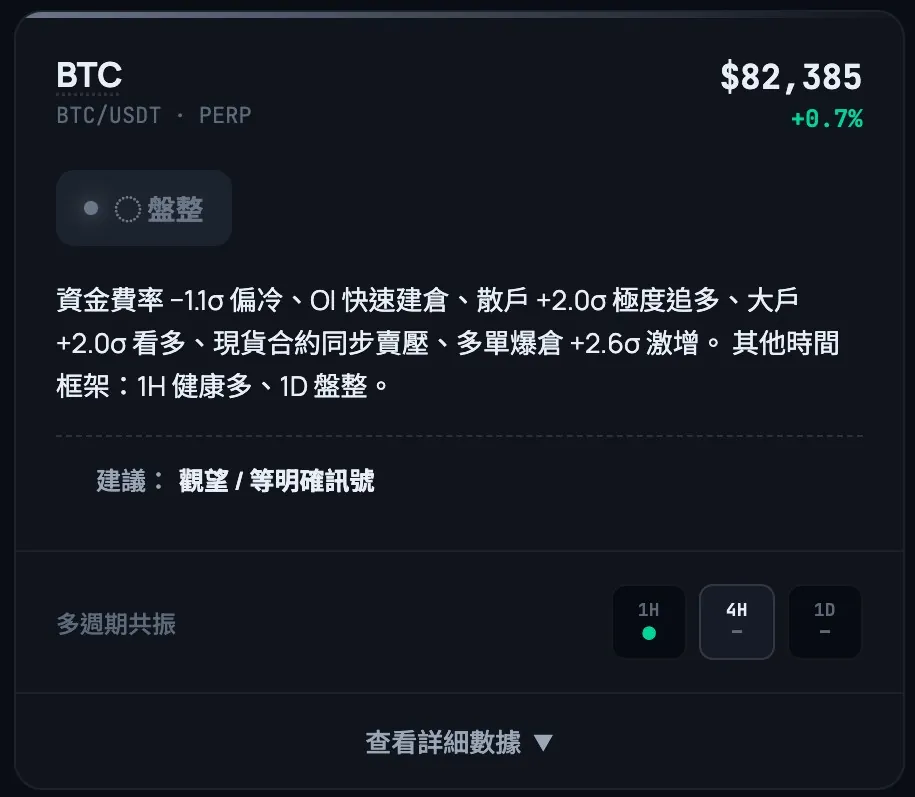 BTC
$82,385
BTC/USDT · PERP
+0.7%
盤整
資金費率 −1.1σ 偏冷、OI 快速建倉、散戶 +2.0σ 極度追多、大戶
+2.0σ 看多、現貨合約同步賣壓、多單爆倉 +2.6σ 激增。 其他時間
框架：1H 健康多、1D 盤整。
建議： 觀望 / 等明確訊號
多週期共振
1H
4H
–
1D
–
查看詳細數據 ▼